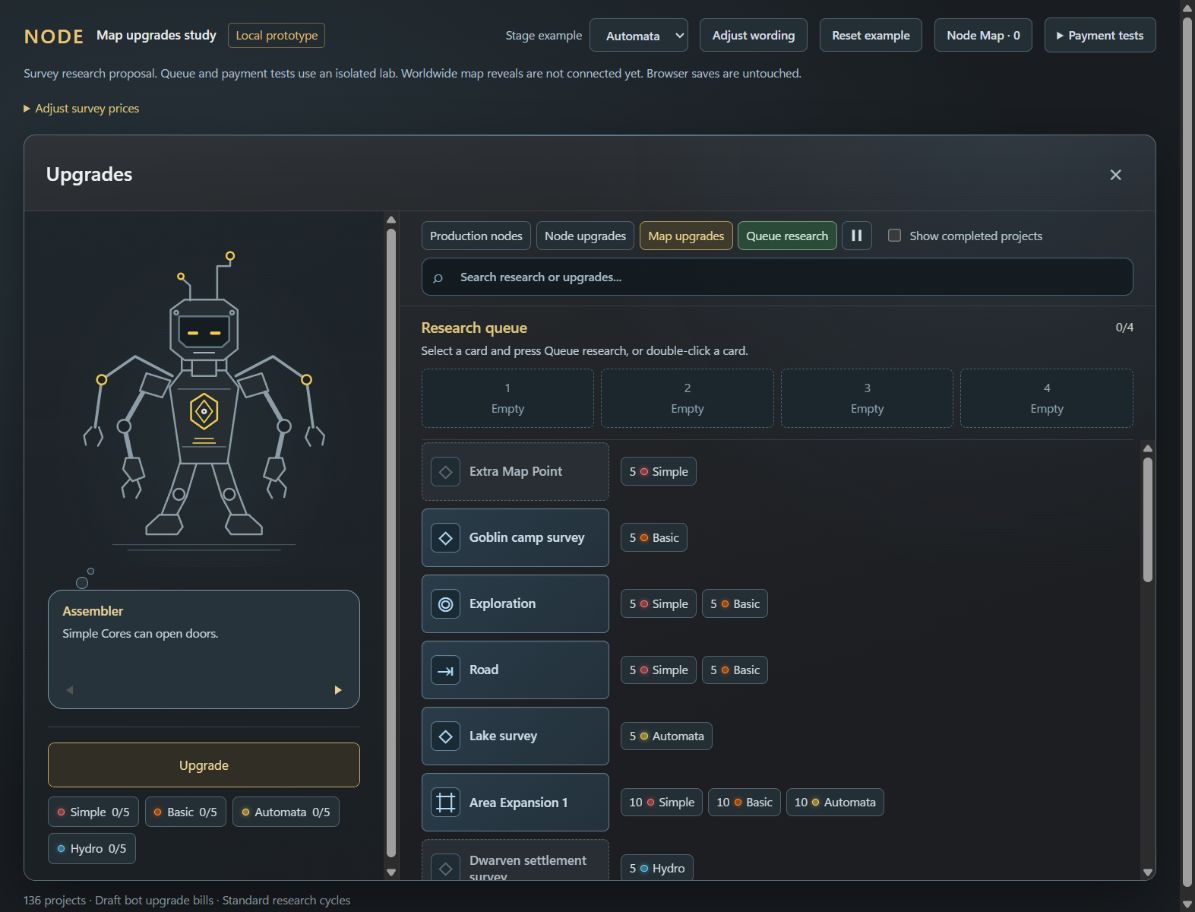 NODE Map upgrades study Local prototype Stage example Automata Adjust wording Reset example Node Map · 0 Payment tests
Survey research proposal. Queue and payment tests use an isolated lab. Worldwide map reveals are not connected yet. Browser saves are untouched.
Adjust survey prices
Upgrades
Production nodes Node upgrades Map upgrades Queue research Show completed projects
Search research or upgrades...
Research queue 0/4
Select a card and press Queue research, or double-click a card.
1 2 3 4
Empty Empty Empty Empty
Extra Map Point 5 Simple
Goblin camp survey 5 Basic
Exploration 5 Simple 5 Basic
Road 5 Simple 5 Basic
Lake survey 5 Automata
Area Expansion 1 10 Simple 10 Basic 10 Automata
Dwarven settlement
survey 5 Hydro
Assembler
Simple Cores can open doors.
Upgrade
Simple 0/5 Basic 0/5 Automata 0/5
Hydro 0/5
136 projects · Draft bot upgrade bills · Standard research cycles